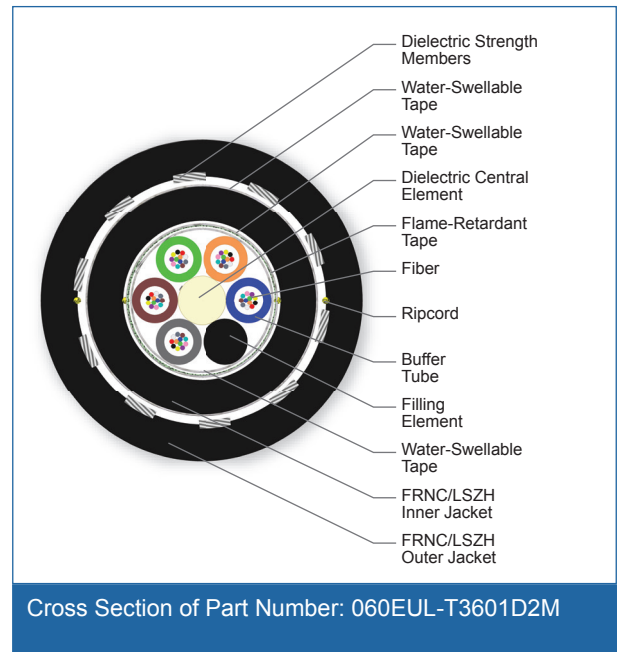 Dielectric Strength
Members
Water-Swellable
Tape
Water-Swellable
Tape
Dielectric Central
Element
Flame-Retardant
Tape
Fiber
Ripcord
Buffer
Tube
Filling
Element
Water-Swellable
Tape
FRNC/LSZH
Inner Jacket
FRNC/LSZH
Outer Jacket
Cross Section of Part Number: 060EUL-T3601D2M